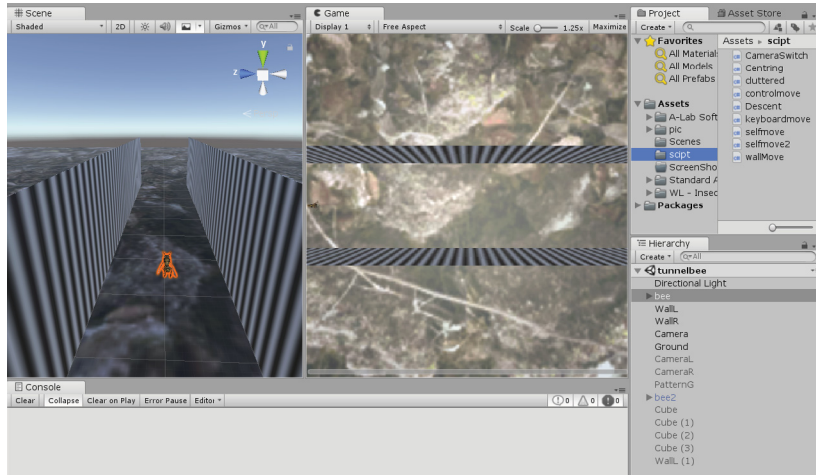 Scene
Shaded 2D Gizmos All
y
z
Game
Display 1 Free Aspect Scale 1.25x Maximize
Project Asset Store
Create
Favorites
All Material
All Models
All Prefabs
Assets
A-Lab Soft
pic
Scenes
scipt
ScreenSho
Standard A
WL - Insec
Packages
Assets scipt
CameraSwitch
Centring
cluttered
controlmove
Descent
keyboardmove
selfmove
selfmove2
wallMove
Hierarchy
Create All
tunnelbee
Directional Light
bee
WallL
WallR
Camera
Ground
CameraL
CameraR
PatternG
bee2
Cube
Cube (1)
Cube (2)
Cube (3)
WallL (1)
Console
Clear Collapse Clear on Play Error Pause Editor 0 0 0